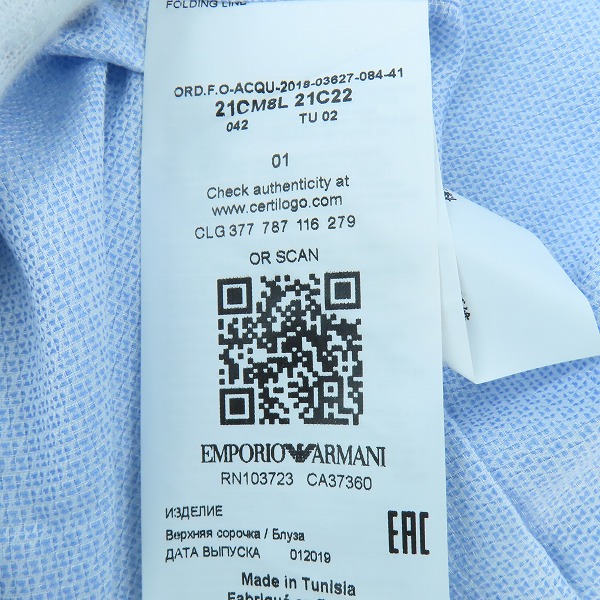 FOLDING LINE
ORD.F.O-ACQU-2018-03627-084-41
21CM8L 21C22
042 TU 02
01
Check authenticity at
www.certilogo.com
CLG 377 787 116 279
OR SCAN
EMPORIO ARMANI
RN103723 CA37360
ИЗДЕЛИЕ
Верхняя сорочка / Блуза
ДАТА ВЫПУСКА 012019
EAC
Made in Tunisia
Fabriqué